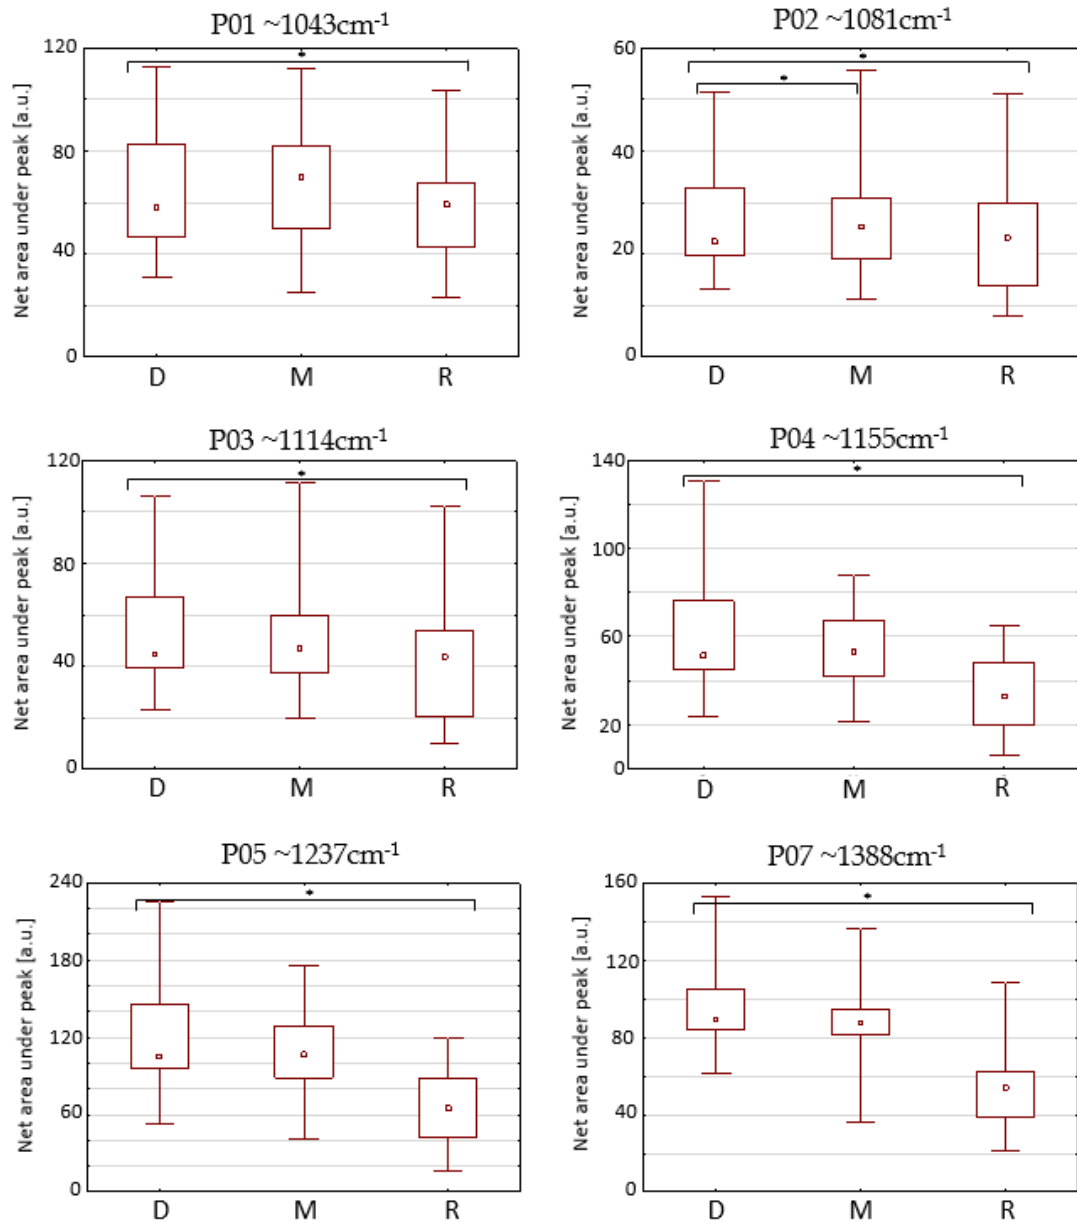 P01 ~1043cm-1
Net area under peak [a.u.]
120
80
40
0
*
D M R
P02 ~1081cm-1
Net area under peak [a.u.]
60
40
20
0
*
*
D M R
P03 ~1114cm-1
Net area under peak [a.u.]
120
80
40
0
*
D M R
P04 ~1155cm-1
Net area under peak [a.u.]
140
100
60
20
0
*
D M R
P05 ~1237cm-1
Net area under peak [a.u.]
240
180
120
60
0
*
D M R
P07 ~1388cm-1
Net area under peak [a.u.]
160
120
80
40
0
*
D M R